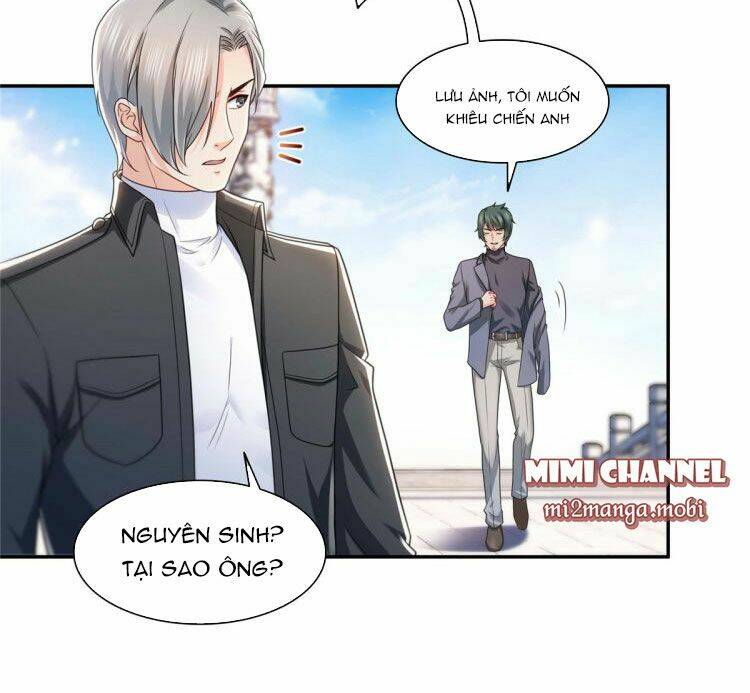 LƯU ẢNH, TÔI MUỐN
KHIÊU CHIẾN ANH
MIMI CHANNEL
mi2manga.mobi
NGUYÊN SINH?
TẠI SAO ÔNG?